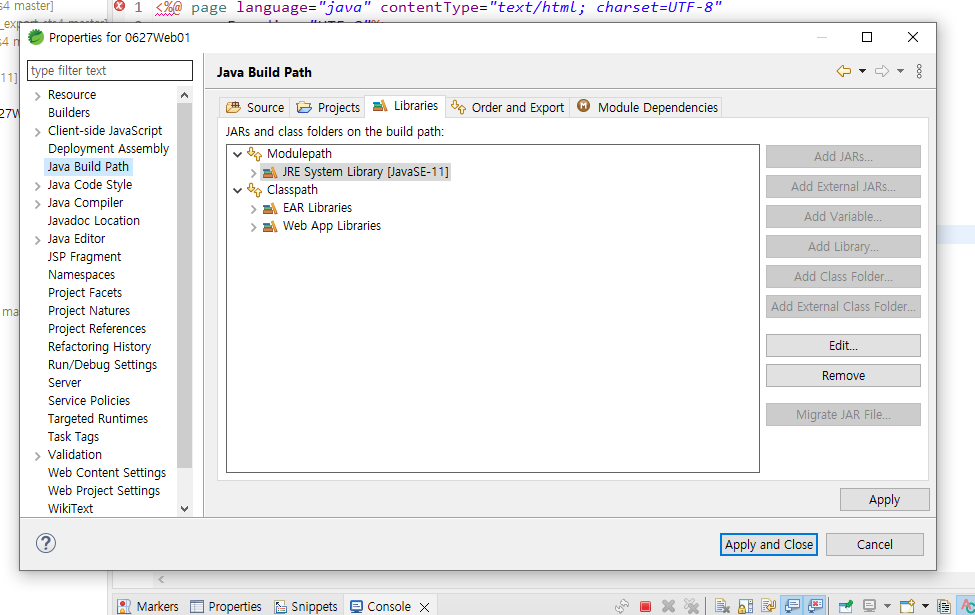 s4 master]
1 <%@ page language="java" contentType="text/html; charset=UTF-8"
Properties for 0627Web01
type filter text
Java Build Path
Resource
Builders
Client-side JavaScript
Deployment Assembly
Java Build Path
Java Code Style
Java Compiler
Javadoc Location
Java Editor
JSP Fragment
Namespaces
Project Facets
Project Natures
Project References
Refactoring History
Run/Debug Settings
Server
Service Policies
Targeted Runtimes
Task Tags
Validation
Web Content Settings
Web Project Settings
WikiText
Source
Projects
Libraries
Order and Export
Module Dependencies
JARs and class folders on the build path:
Modulepath
JRE System Library [JavaSE-11]
Classpath
EAR Libraries
Web App Libraries
Add JARs...
Add External JARs...
Add Variable...
Add Library...
Add Class Folder...
Add External Class Folder...
Edit...
Remove
Migrate JAR File...
Apply
Apply and Close
Cancel
Markers
Properties
Snippets
Console